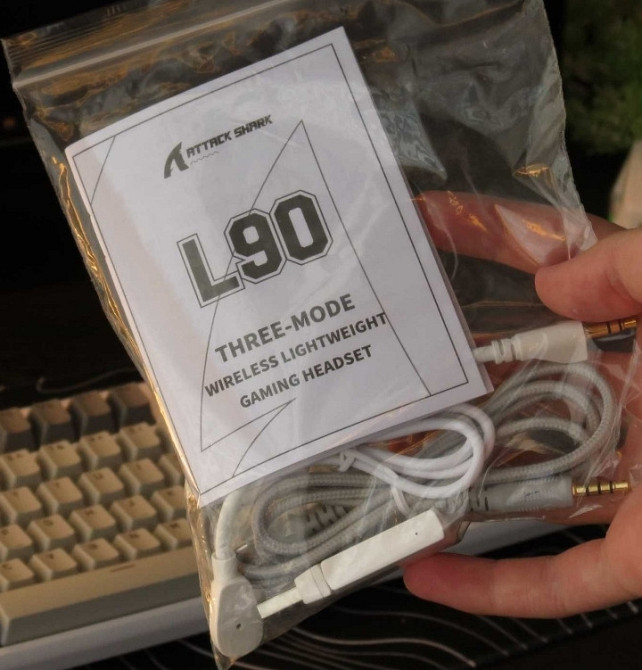 ATTACK SHARK
L90
THREE-MODE
WIRELESS LIGHTWEIGHT
GAMING HEADSET